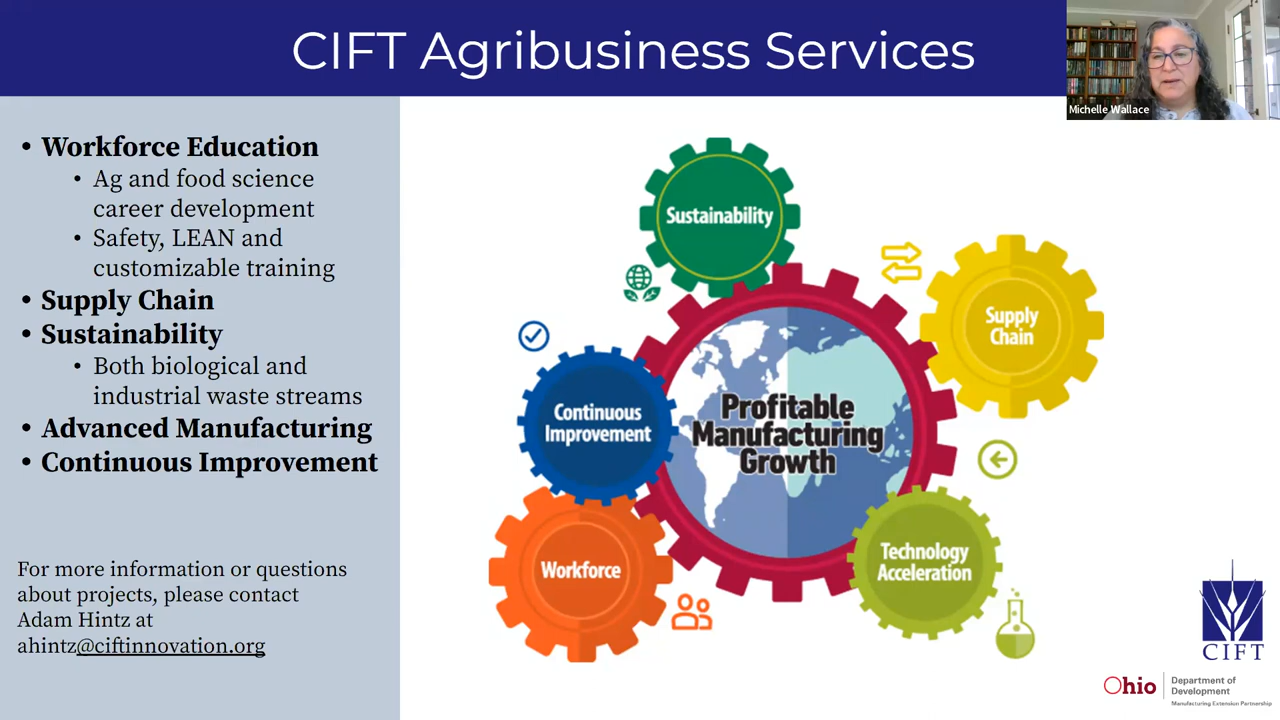 CIFT Agribusiness Services
Michelle Wallace
• Workforce Education
• Ag and food science
career development
• Safety, LEAN and
customizable training
• Supply Chain
• Sustainability
• Both biological and
industrial waste streams
• Advanced Manufacturing
• Continuous Improvement
For more information or questions
about projects, please contact
Adam Hintz at
ahintz@ciftinnovation.org
Sustainability
Supply
Chain
Continuous
Improvement
Profitable
Manufacturing
Growth
Workforce
Technology
Acceleration
CIFT
Ohio
Department of
Development
Manufacturing Extension Partnership